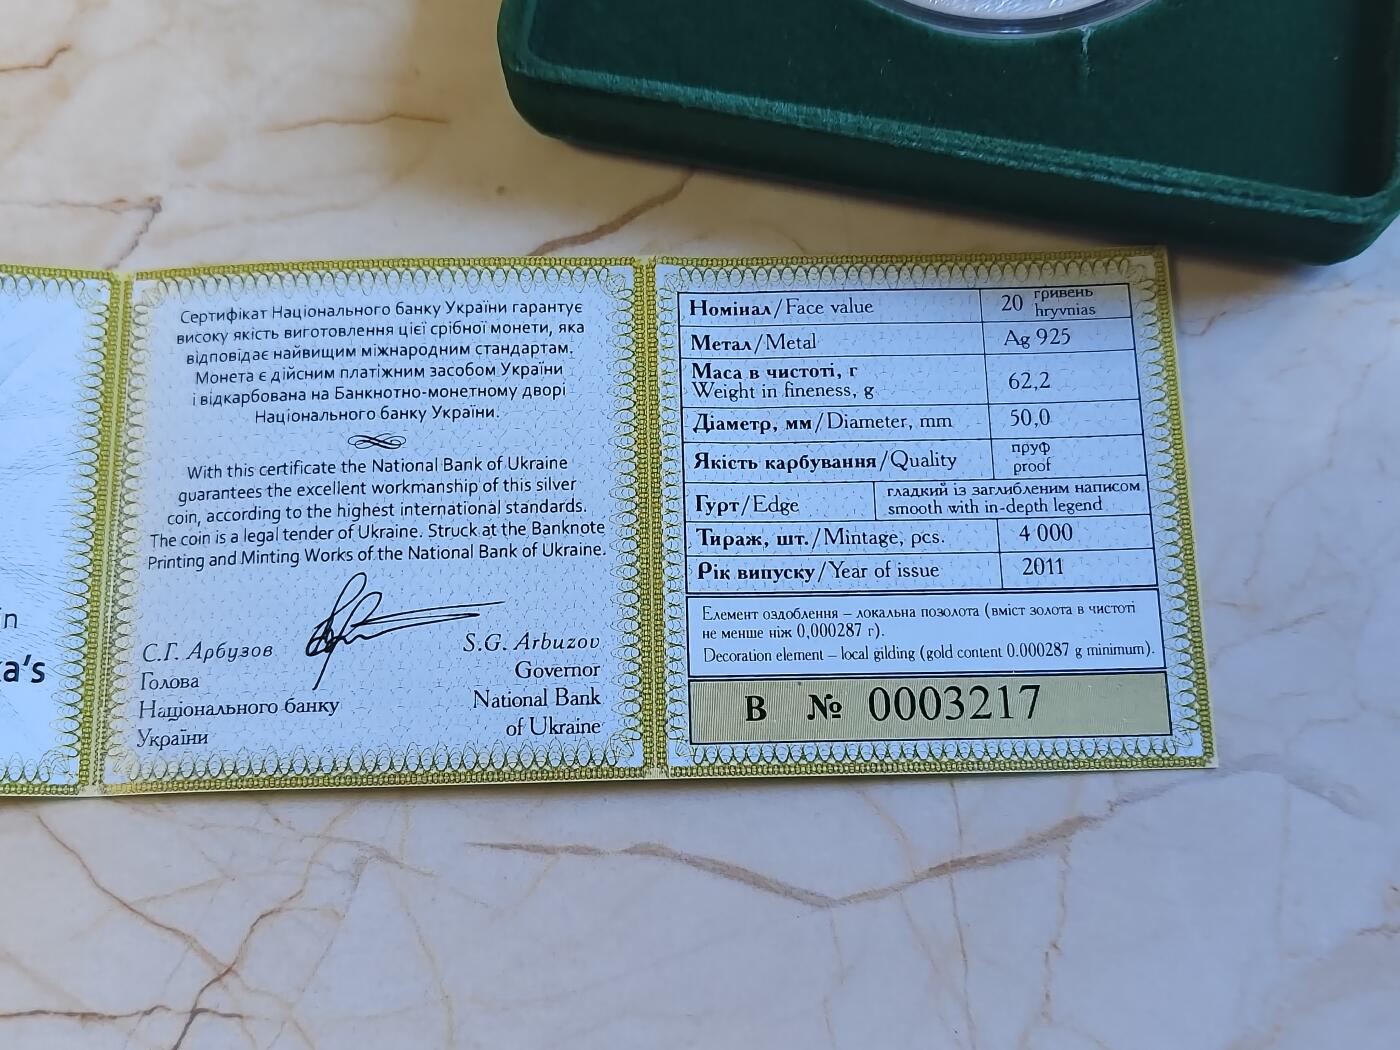 n
a's
Сертифікат Національного банку України гарантує
високу якість виготовлення цієї срібної монети, яка
відповідає найвищим міжнародним стандартам.
Монета є дійсним платіжним засобом України
і відкарбована на Банкнотно-монетному дворі
Національного банку України.
With this certificate the National Bank of Ukraine
guarantees the excellent workmanship of this silver
coin, according to the highest international standards.
The coin is a legal tender of Ukraine. Struck at the Banknote
Printing and Minting Works of the National Bank of Ukraine.
С.Г. Арбузов
Голова
Національного банку
України
S.G. Arbuzov
Governor
National Bank
of Ukraine
Номінал/Face value 20 гривень
hryvnias
Метал/Metal Ag 925
Маса в чистоті, г
Weight in fineness, g 62,2
Діаметр, мм/Diameter, mm 50,0
Якість карбування/Quality пруф
proof
Гурт/Edge гладкий із заглибленим написом
smooth with in-depth legend
Тираж, шт./Mintage, pcs. 4 000
Рік випуску/Year of issue 2011
Елемент оздоблення – локальна позолота (вміст золота в чистоті
не менше ніж 0,000287 г).
Decoration element – local gilding (gold content 0.000287 g minimum).
В № 0003217